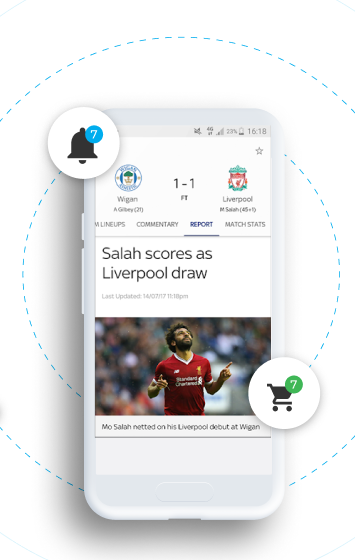 7
4G 23% 16:18
1 - 1
Wigan FT Liverpool
A Gilbey (21) M Salah (45+1)
M LINEUPS COMMENTARY REPORT MATCH STATS
Salah scores as
Liverpool draw
Last Updated: 14/07/17 11:18pm
Standard
Chartered
7
Mo Salah netted on his Liverpool debut at Wigan